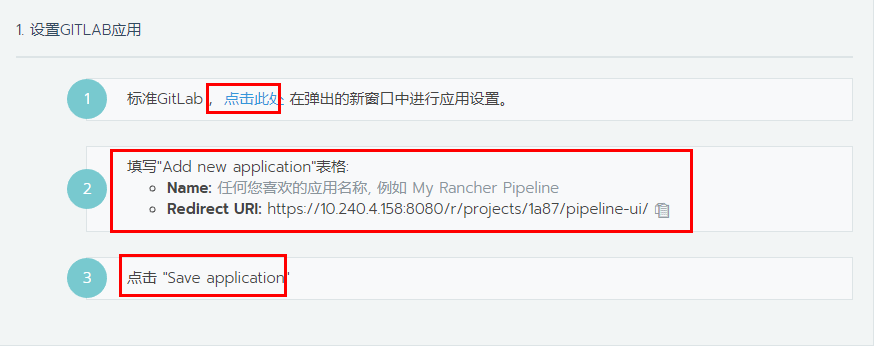 1. 设置GITLAB应用
1 标准GitLab , 点击此处 在弹出的新窗口中进行应用设置。
填写"Add new application"表格:
2 Name: 任何您喜欢的应用名称, 例如 My Rancher Pipeline
Redirect URI: https://10.240.4.158:8080/r/projects/1a87/pipeline-ui/
3 点击 "Save application"